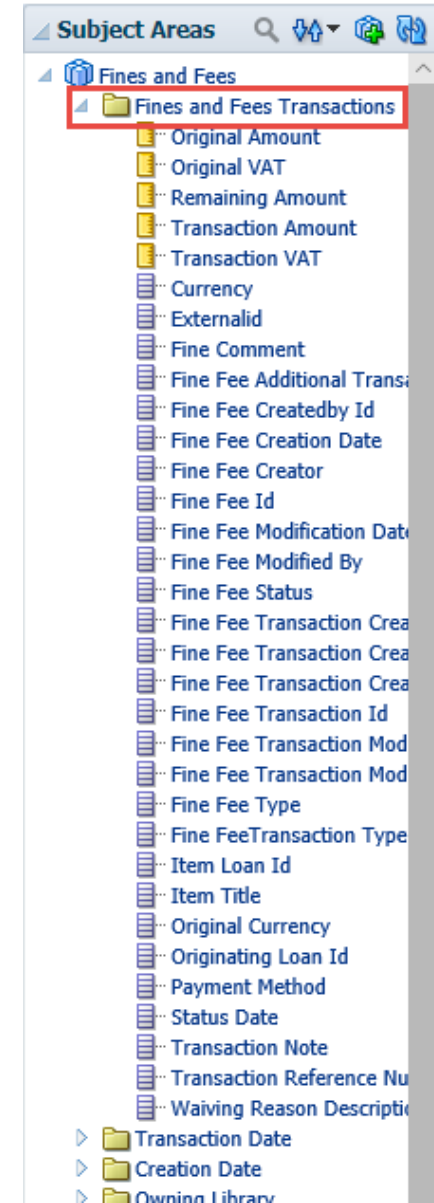 Subject Areas
Fines and Fees
Fines and Fees Transactions
Original Amount
Original VAT
Remaining Amount
Transaction Amount
Transaction VAT
Currency
Externalid
Fine Comment
Fine Fee Additional Transa
Fine Fee Createdby Id
Fine Fee Creation Date
Fine Fee Creator
Fine Fee Id
Fine Fee Modification Date
Fine Fee Modified By
Fine Fee Status
Fine Fee Transaction Crea
Fine Fee Transaction Crea
Fine Fee Transaction Crea
Fine Fee Transaction Id
Fine Fee Transaction Mod
Fine Fee Transaction Mod
Fine Fee Type
Fine FeeTransaction Type
Item Loan Id
Item Title
Original Currency
Originating Loan Id
Payment Method
Status Date
Transaction Note
Transaction Reference Nu
Waiving Reason Descriptio
Transaction Date
Creation Date
Owning Library